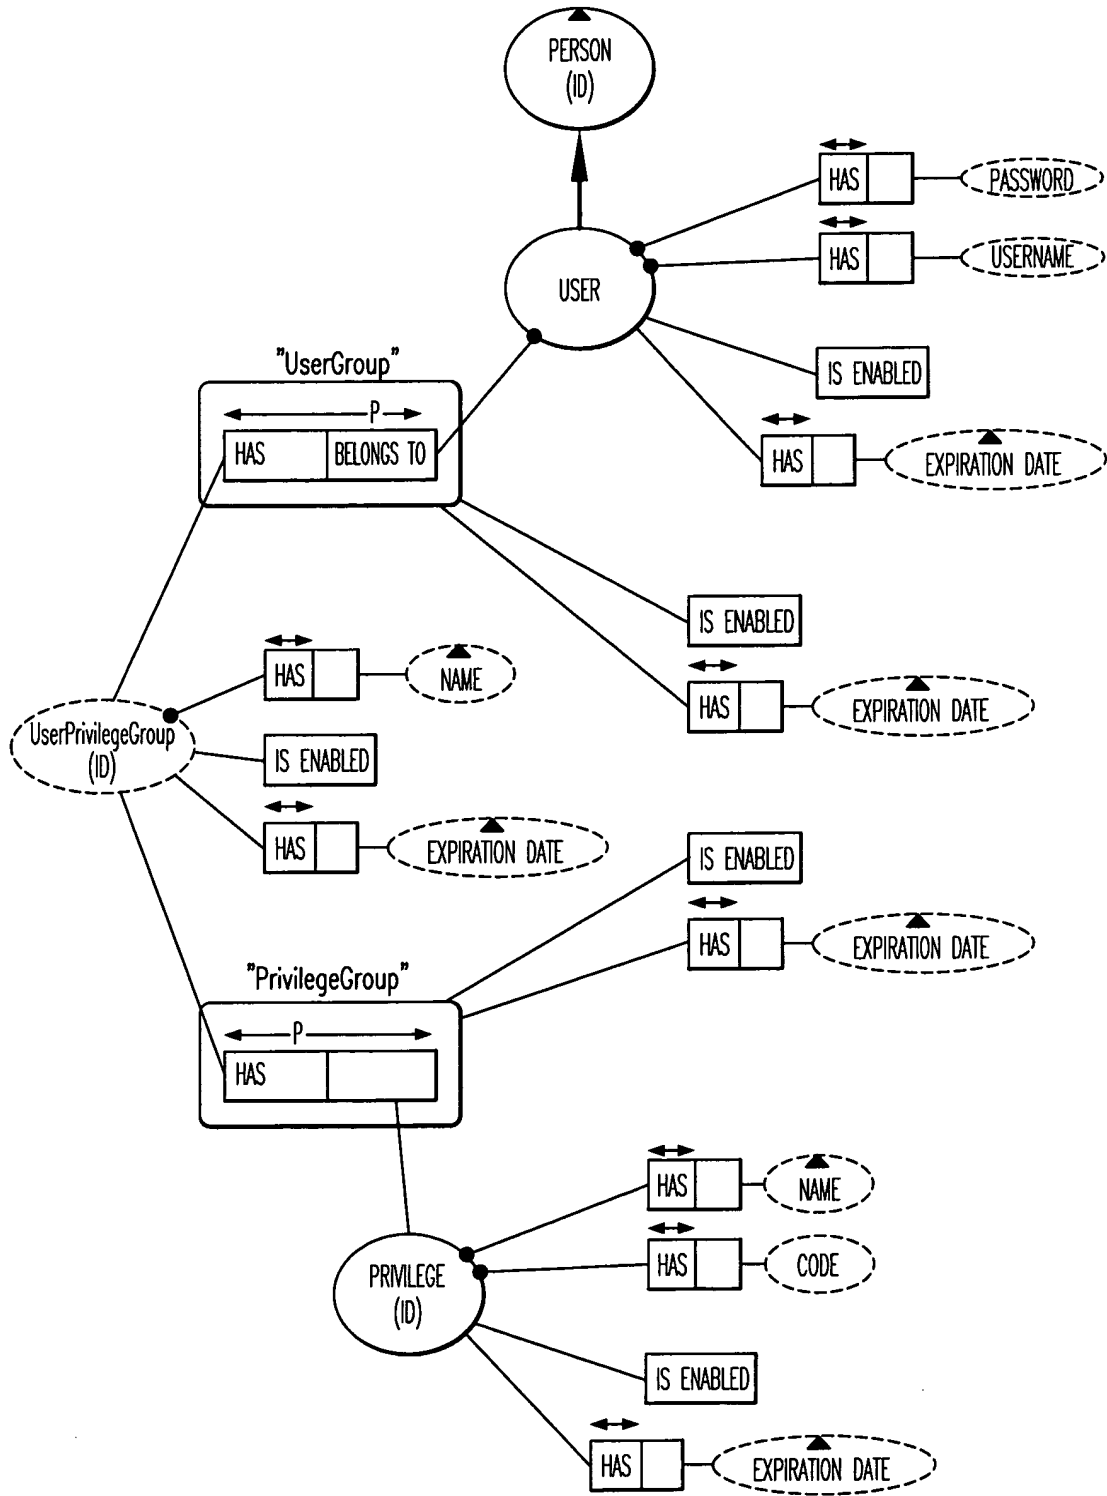 PERSON
(ID)
HAS
PASSWORD
HAS
USERNAME
USER
IS ENABLED
"UserGroup"
P
HAS
BELONGS TO
HAS
EXPIRATION DATE
IS ENABLED
HAS
NAME
HAS
EXPIRATION DATE
UserPrivilegeGroup
(ID)
IS ENABLED
HAS
EXPIRATION DATE
IS ENABLED
HAS
EXPIRATION DATE
"PrivilegeGroup"
P
HAS
HAS
NAME
HAS
CODE
PRIVILEGE
(ID)
IS ENABLED
HAS
EXPIRATION DATE